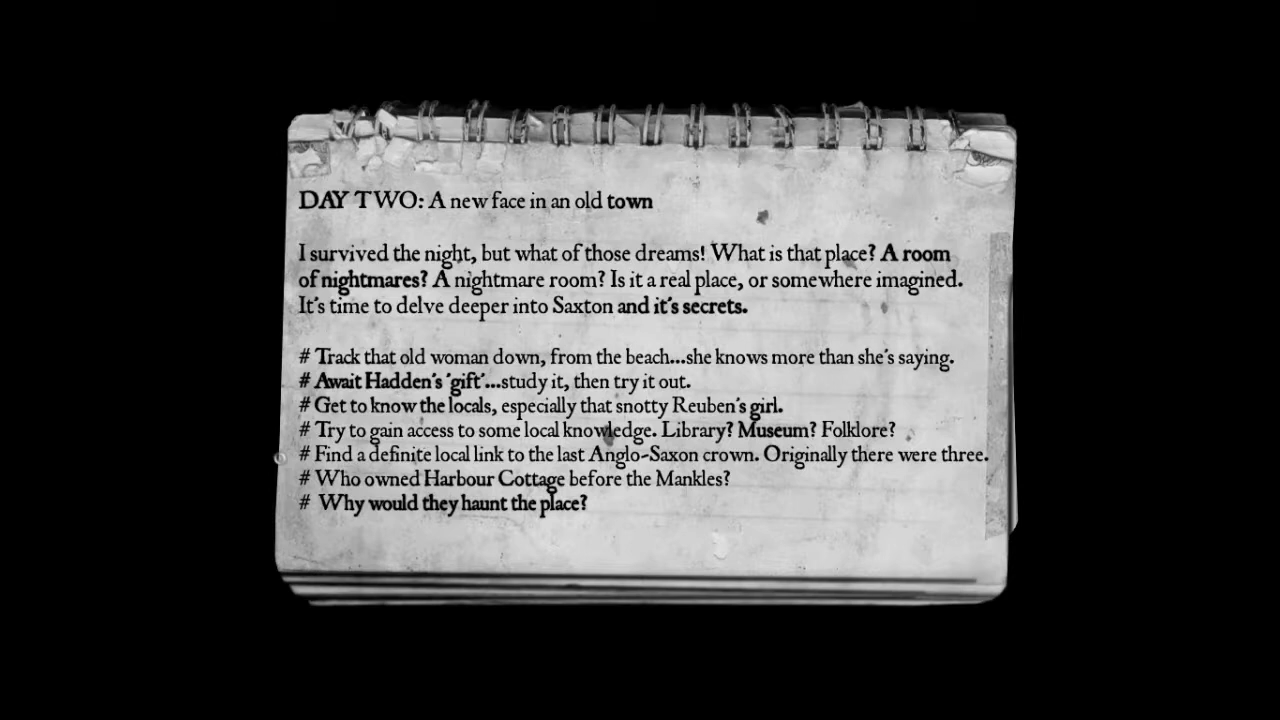 DAY TWO: A new face in an old town
I survived the night, but what of those dreams! What is that place? A room
of nightmares? A nightmare room? Is it a real place, or somewhere imagined.
It's time to delve deeper into Saxton and it's secrets.
# Track that old woman down, from the beach...she knows more than she's saying.
# Await Hadden's 'gift'...study it, then try it out.
# Get to know the locals, especially that snotty Reuben's girl.
# Try to gain access to some local knowledge. Library? Museum? Folklore?
# Find a definite local link to the last Anglo-Saxon crown. Originally there were three.
# Who owned Harbour Cottage before the Mankles?
# Why would they haunt the place?